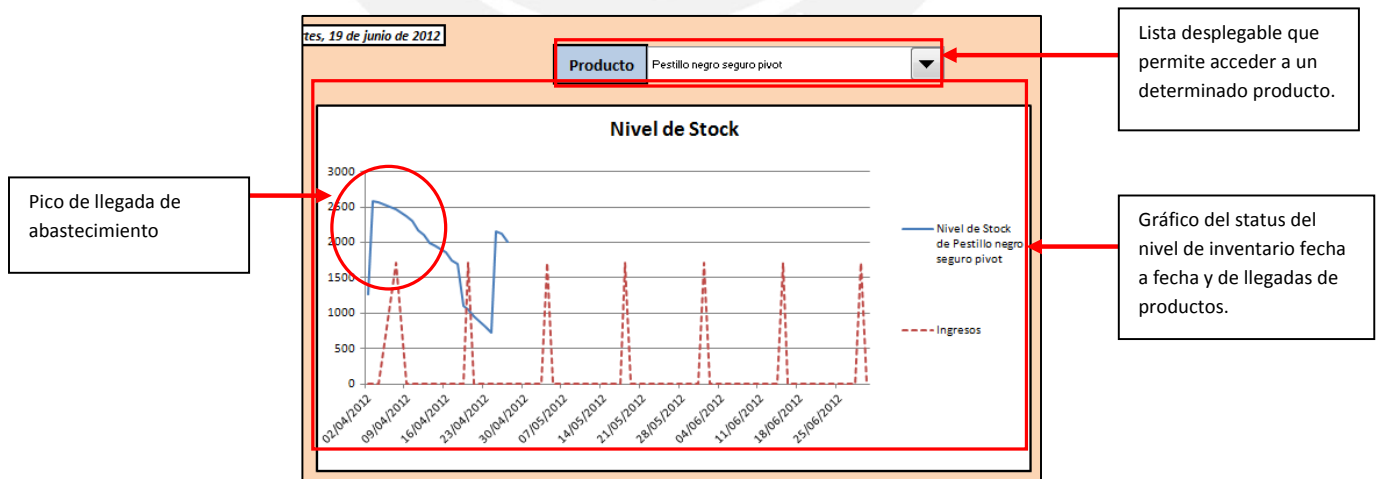 rtes, 19 de junio de 2012
Producto
Pestillo negro seguro pivot
Lista desplegable que
permite acceder a un
determinado producto.
Nivel de Stock
Pico de llegada de
abastecimiento
3000
2500
2000
1500
1000
500
0
02/04/2012
09/04/2012
16/04/2012
23/04/2012
30/04/2012
07/05/2012
14/05/2012
21/05/2012
28/05/2012
04/06/2012
11/06/2012
18/06/2012
25/06/2012
Nivel de Stock
de Pestillo negro
seguro pivot
Ingresos
Gráfico del status del
nivel de inventario fecha
a fecha y de llegadas de
productos.